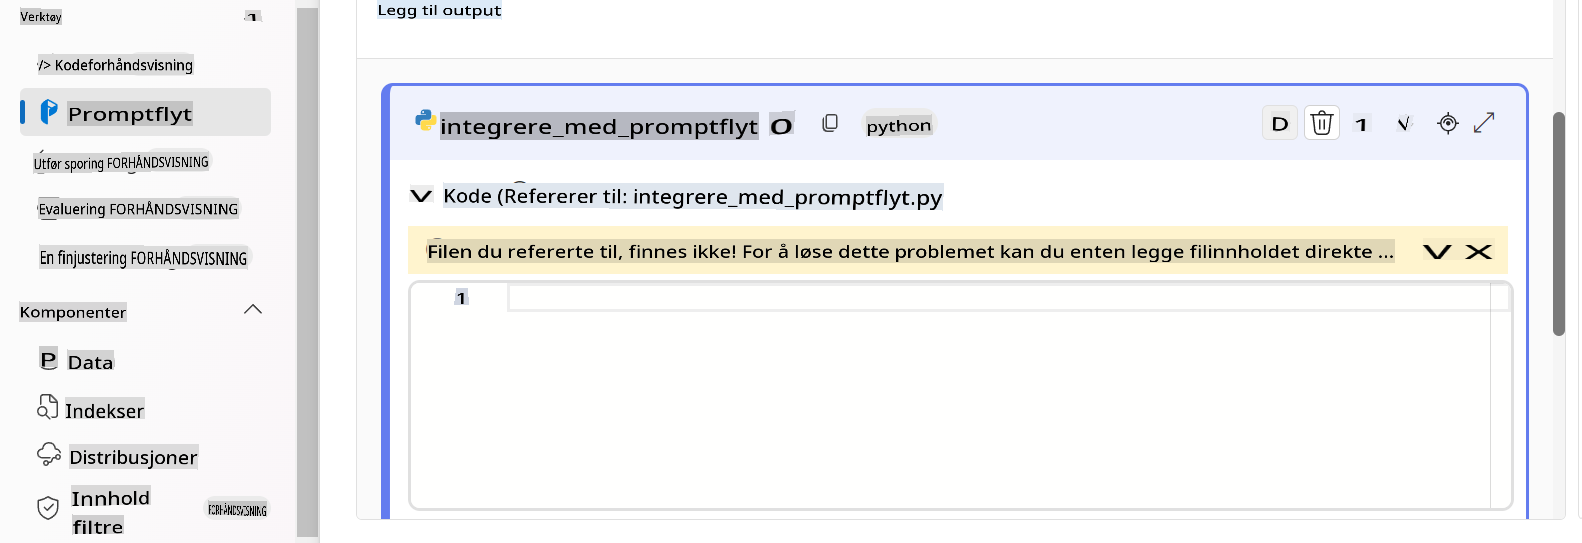 Verktøy
</> Kodeforhåndsvisning
Promptflyt
Utfør sporing FORHÅNDSVISNING
Evaluering FORHÅNDSVISNING
En finjustering FORHÅNDSVISNING
Komponenter
P Data
Indekser
Distribusjoner
Innhold
filtre
FORHÅNDSVISNING
Legg til output
integrere_med_promptflyt O python D 1 √
Kode (Refererer til: integrere_med_promptflyt.py
Filen du refererte til, finnes ikke! For å løse dette problemet kan du enten legge filinnholdet direkte ...
1